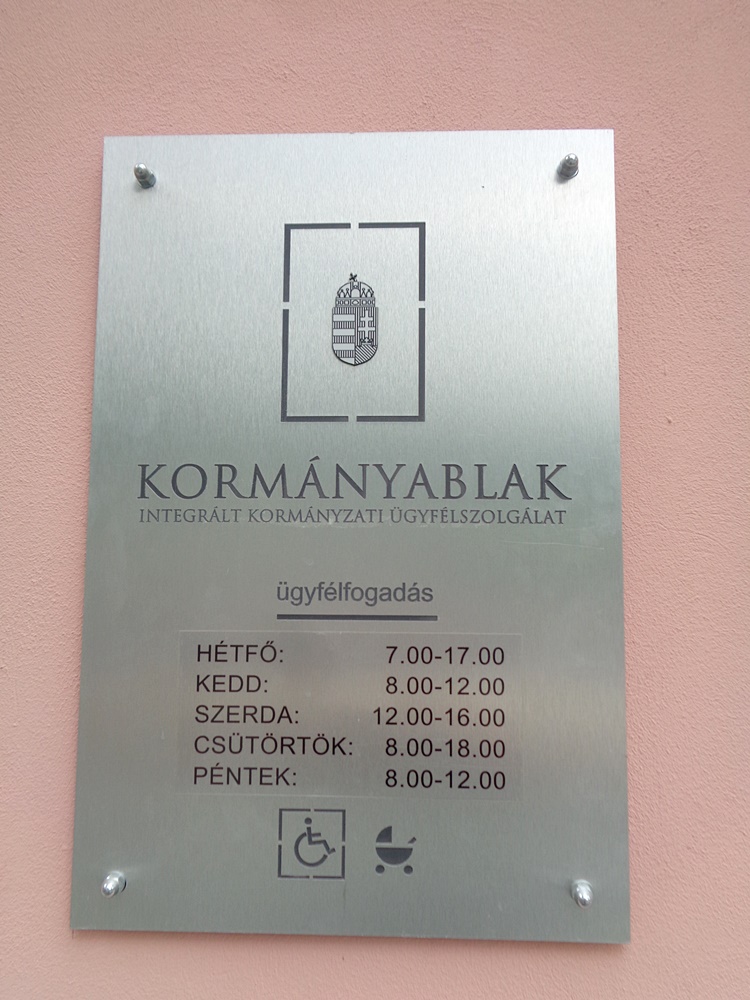 KORMÁNYABLAK
INTEGRÁLT KORMÁNYZATI ÜGYFÉLSZOLGÁLAT
ügyfélfogadás
HÉTFŐ: 7.00-17.00
KEDD: 8.00-12.00
SZERDA: 12.00-16.00
CSÜTÖRTÖK: 8.00-18.00
PÉNTEK: 8.00-12.00